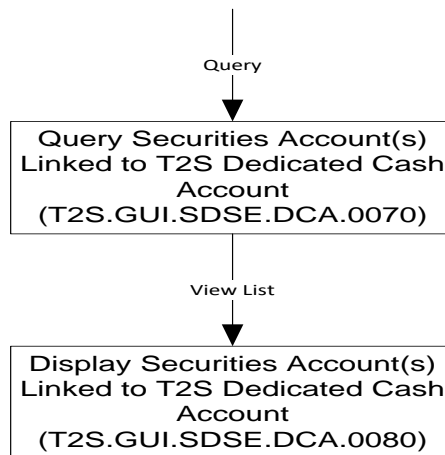 Query
Query Securities Account(s)
Linked to T2S Dedicated Cash
Account
(T2S.GUI.SDSE.DCA.0070)
View List
Display Securities Account(s)
Linked to T2S Dedicated Cash
Account
(T2S.GUI.SDSE.DCA.0080)